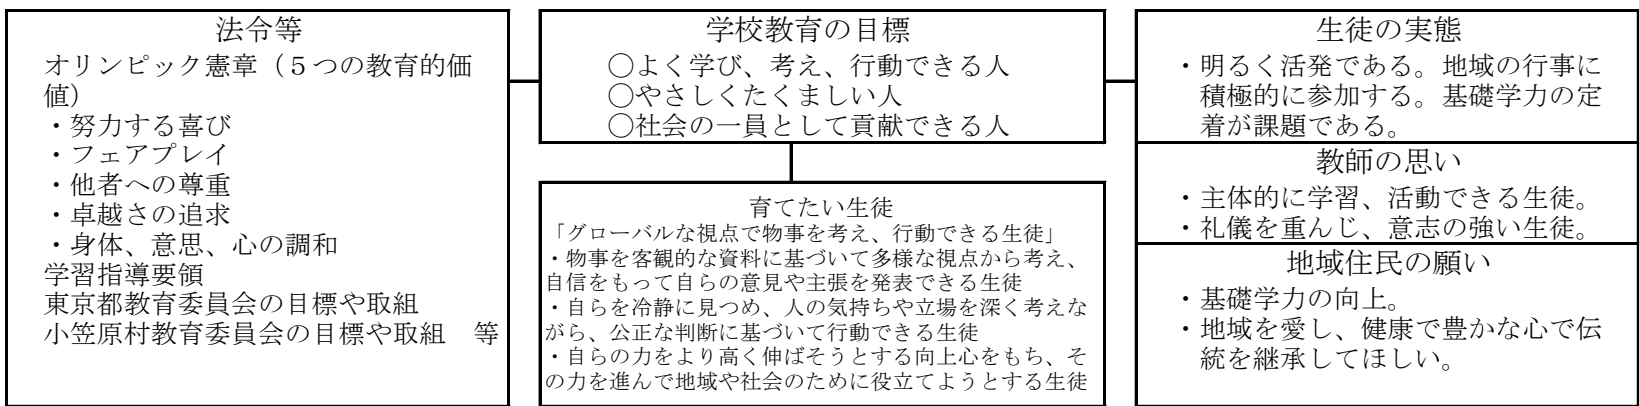 法令等
オリンピック憲章（５つの教育的価
値）
・努力する喜び
・フェアプレイ
・他者への尊重
・卓越さの追求
・身体、意思、心の調和
学習指導要領
東京都教育委員会の目標や取組
小笠原村教育委員会の目標や取組　等
学校教育の目標
○よく学び、考え、行動できる人
○やさしくたくましい人
○社会の一員として貢献できる人
育てたい生徒
「グローバルな視点で物事を考え、行動できる生徒」
・物事を客観的な資料に基づいて多様な視点から考え、
自信をもって自らの意見や主張を発表できる生徒
・自らを冷静に見つめ、人の気持ちや立場を深く考えな
がら、公正な判断に基づいて行動できる生徒
・自らの力をより高く伸ばそうとする向上心をもち、そ
の力を進んで地域や社会のために役立てようとする生徒
生徒の実態
・明るく活発である。地域の行事に
積極的に参加する。基礎学力の定
着が課題である。
教師の思い
・主体的に学習、活動できる生徒。
・礼儀を重んじ、意志の強い生徒。
地域住民の願い
・基礎学力の向上。
・地域を愛し、健康で豊かな心で伝
統を継承してほしい。